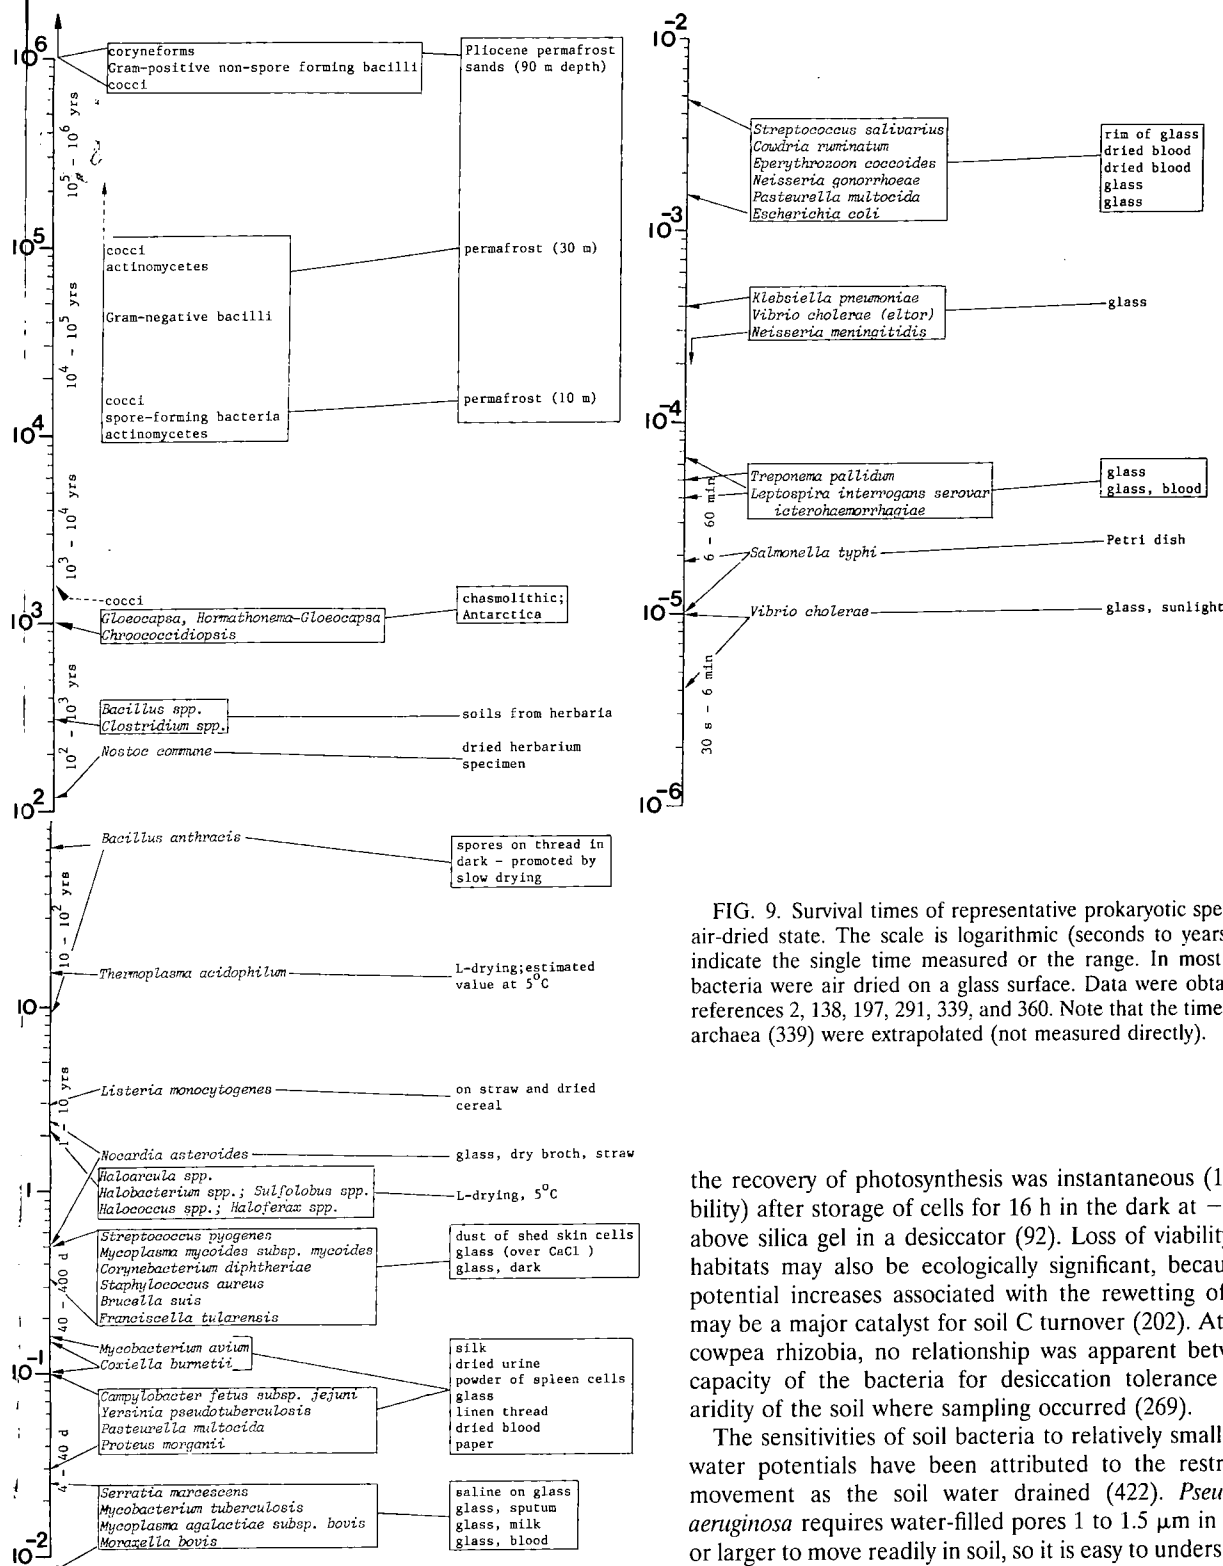 10^6
coryneforms
Gram-positive non-spore forming bacilli
cocci
Pliocene permafrost
sands (90 m depth)
10^5 - 10^6 yrs
10^5
cocci
actinomycetes
permafrost (30 m)
Gram-negative bacilli
10^4 - 10^5 yrs
cocci
spore-forming bacteria
actinomycetes
permafrost (10 m)
10^4
10^3 - 10^4 yrs
cocci
Gloeocapsa, Hormathonema-Gloeocapsa
Chroococcidiopsis
chasmolithic;
Antarctica
10^3
10^2 - 10^3 yrs
Bacillus spp.
Clostridium spp.
soils from herbaria
Nostoc commune
dried herbarium
specimen
10^2
Bacillus anthracis
spores on thread in
dark - promoted by
slow drying
10 - 10^2 yrs
Thermoplasma acidophilum
L-drying;estimated
value at 5°C
10
1 - 10 yrs
Listeria monocytogenes
on straw and dried
cereal
Nocardia asteroides
glass, dry broth, straw
Haloarcula spp.
Halobacterium spp.; Sulfolobus spp.
Halococcus spp.; Haloferax spp.
L-drying, 5°C
1
Streptococcus pyogenes
Mycoplasma mycoides subsp. mycoides
Corynebacterium diphtheriae
Staphylococcus aureus
Brucella suis
Franciscella tularensis
dust of shed skin cells
glass (over CaCl )
glass, dark
40 - 400 d
Mycobacterium avium
Coxiella burnetii
10^-1
Campylobacter fetus subsp. jejuni
Yersinia pseudotuberculosis
Pasteurella multocida
Proteus morganii
silk
dried urine
powder of spleen cells
glass
linen thread
dried blood
paper
4 - 40 d
Serratia marcescens
Mycobacterium tuberculosis
Mycoplasma agalactiae subsp. bovis
Moraxella bovis
saline on glass
glass, sputum
glass, milk
glass, blood
10^-2
10^-2
Streptococcus salivarius
Cowdria ruminatum
Eperythrozoon coccoides
Neisseria gonorrhoeae
Pasteurella multocida
Escherichia coli
rim of glass
dried blood
dried blood
glass
glass
10^-3
Klebsiella pneumoniae
Vibrio cholerae (eltor)
Neisseria meningitidis
glass
10^-4
Treponema pallidum
Leptospira interrogans serovar
icterohaemorrhagiae
glass
glass, blood
6 - 60 min
Salmonella typhi
Petri dish
10^-5
Vibrio cholerae
glass, sunlight
30 s - 6 min
10^-6
FIG. 9. Survival times of representative prokaryotic spe
air-dried state. The scale is logarithmic (seconds to years
indicate the single time measured or the range. In most
bacteria were air dried on a glass surface. Data were obta
references 2, 138, 197, 291, 339, and 360. Note that the time
archaea (339) were extrapolated (not measured directly).
the recovery of photosynthesis was instantaneous (1
bility) after storage of cells for 16 h in the dark at −
above silica gel in a desiccator (92). Loss of viabilit
habitats may also be ecologically significant, becau
potential increases associated with the rewetting of
may be a major catalyst for soil C turnover (202). At
cowpea rhizobia, no relationship was apparent betw
capacity of the bacteria for desiccation tolerance
aridity of the soil where sampling occurred (269).
The sensitivities of soil bacteria to relatively small
water potentials have been attributed to the restr
movement as the soil water drained (422). Pseu
aeruginosa requires water-filled pores 1 to 1.5 μm in
or larger to move readily in soil, so it is easy to unders